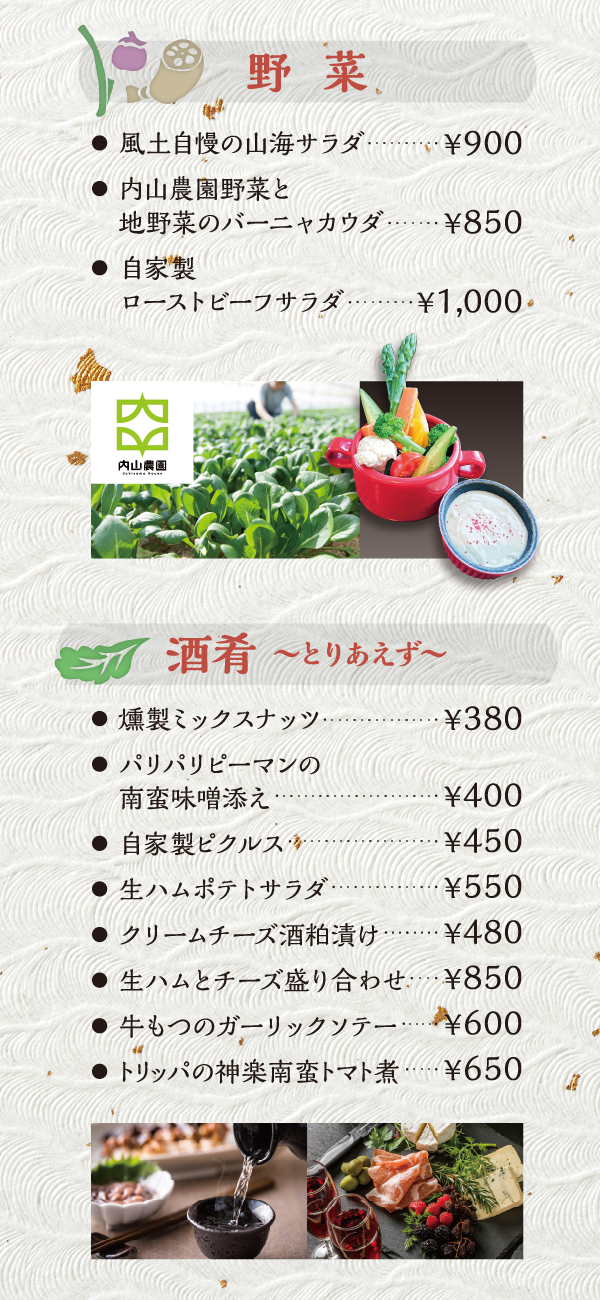 野 菜
● 風土自慢の山海サラダ··········¥900
● 内山農園野菜と
地野菜のバーニャカウダ·······¥850
● 自家製
ローストビーフサラダ·········¥1,000
内山農園
Uchiyama Nouen
酒肴 〜とりあえず〜
● 燻製ミックスナッツ················¥380
● パリパリピーマンの
南蛮味噌添え·······················¥400
● 自家製ピクルス·····················¥450
● 生ハムポテトサラダ···············¥550
● クリームチーズ酒粕漬け········¥480
● 生ハムとチーズ盛り合わせ····¥850
● 牛もつのガーリックソテー·····¥600
● トリッパの神楽南蛮トマト煮·····¥650